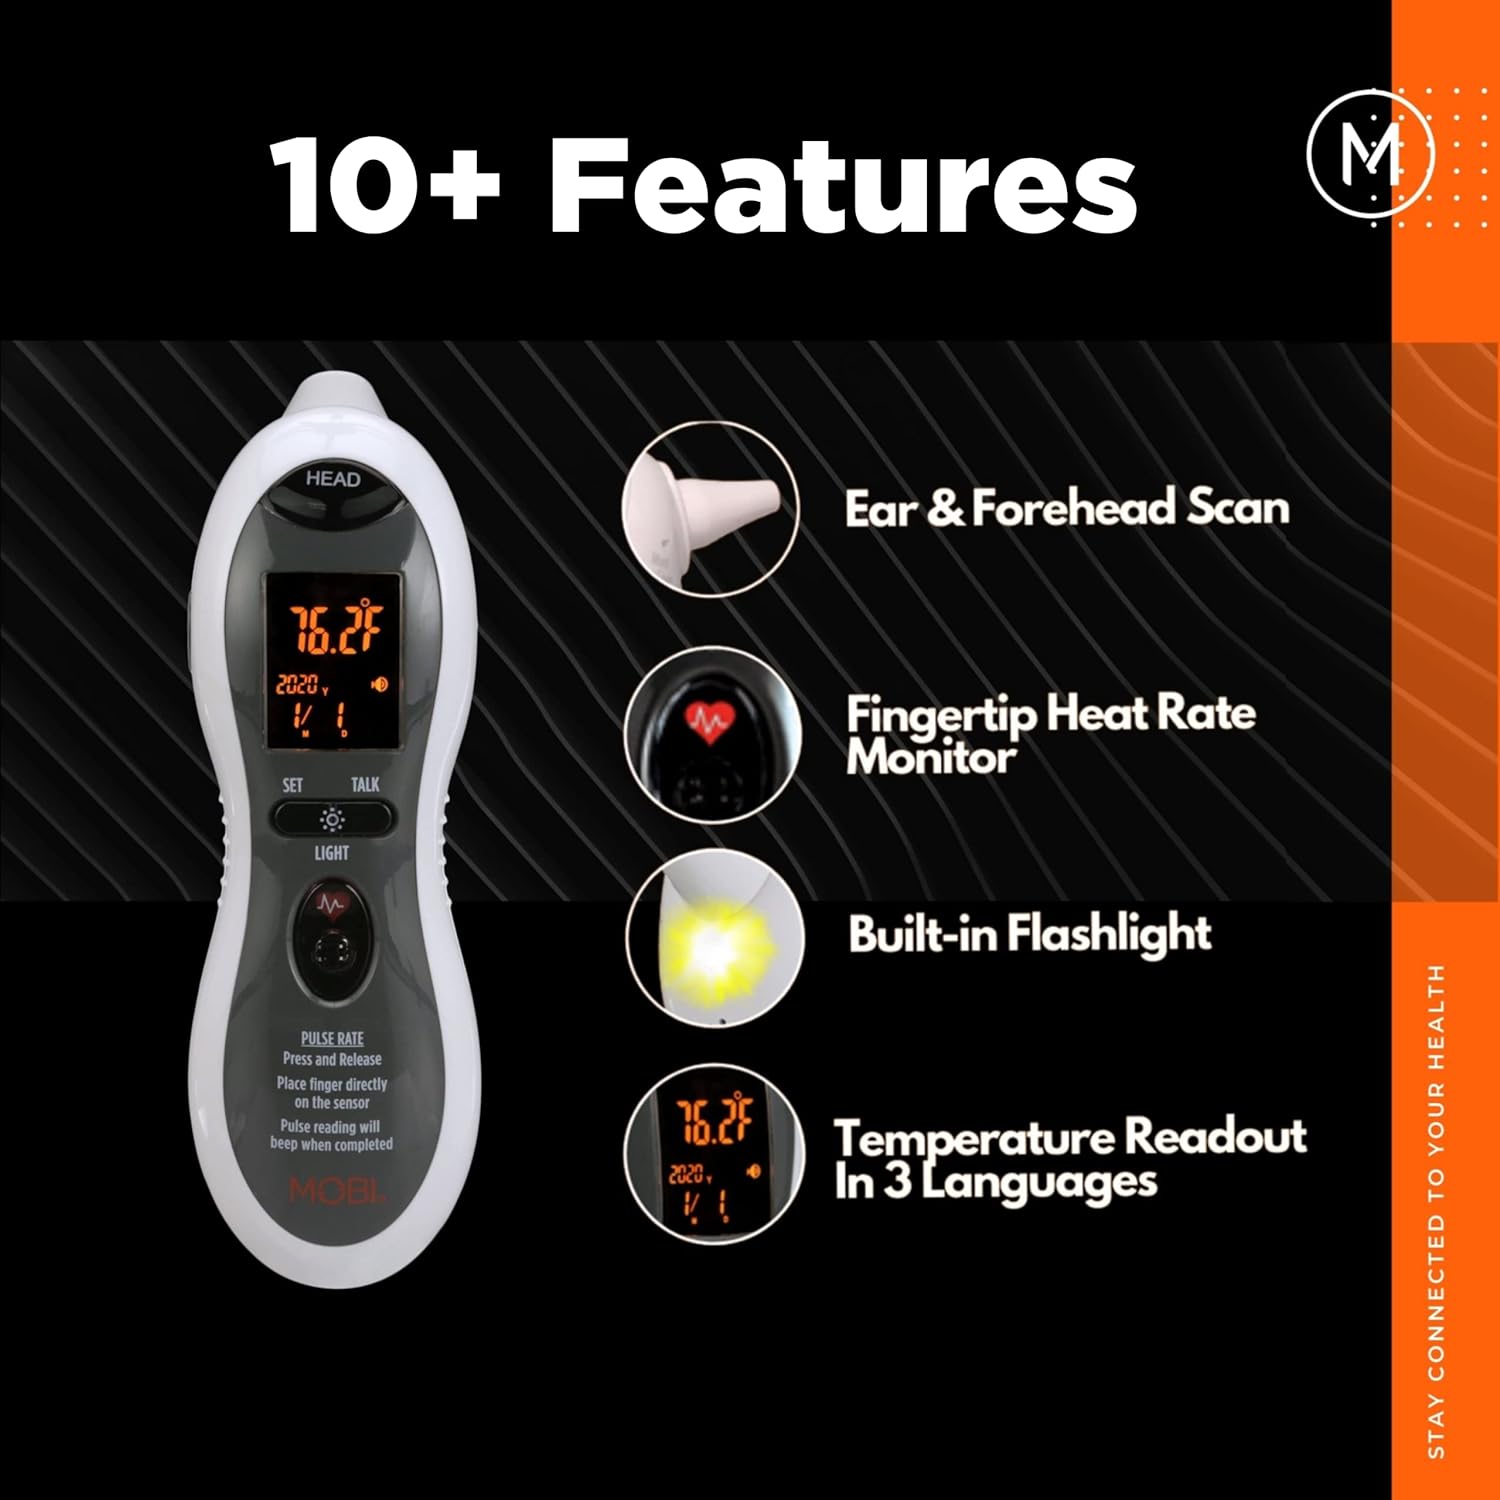 10+ Features
M
HEAD
76.2°F
2020 Y
1/ 1
M D
SET TALK
LIGHT
PULSE RATE
Press and Release
Place finger directly
on the sensor
Pulse reading will
beep when completed
MOBI
Ear & Forehead Scan
Fingertip Heat Rate
Monitor
Built-in Flashlight
76.2°F
2020 Y
1/ 1
Temperature Readout
In 3 Languages
STAY CONNECTED TO YOUR HEALTH